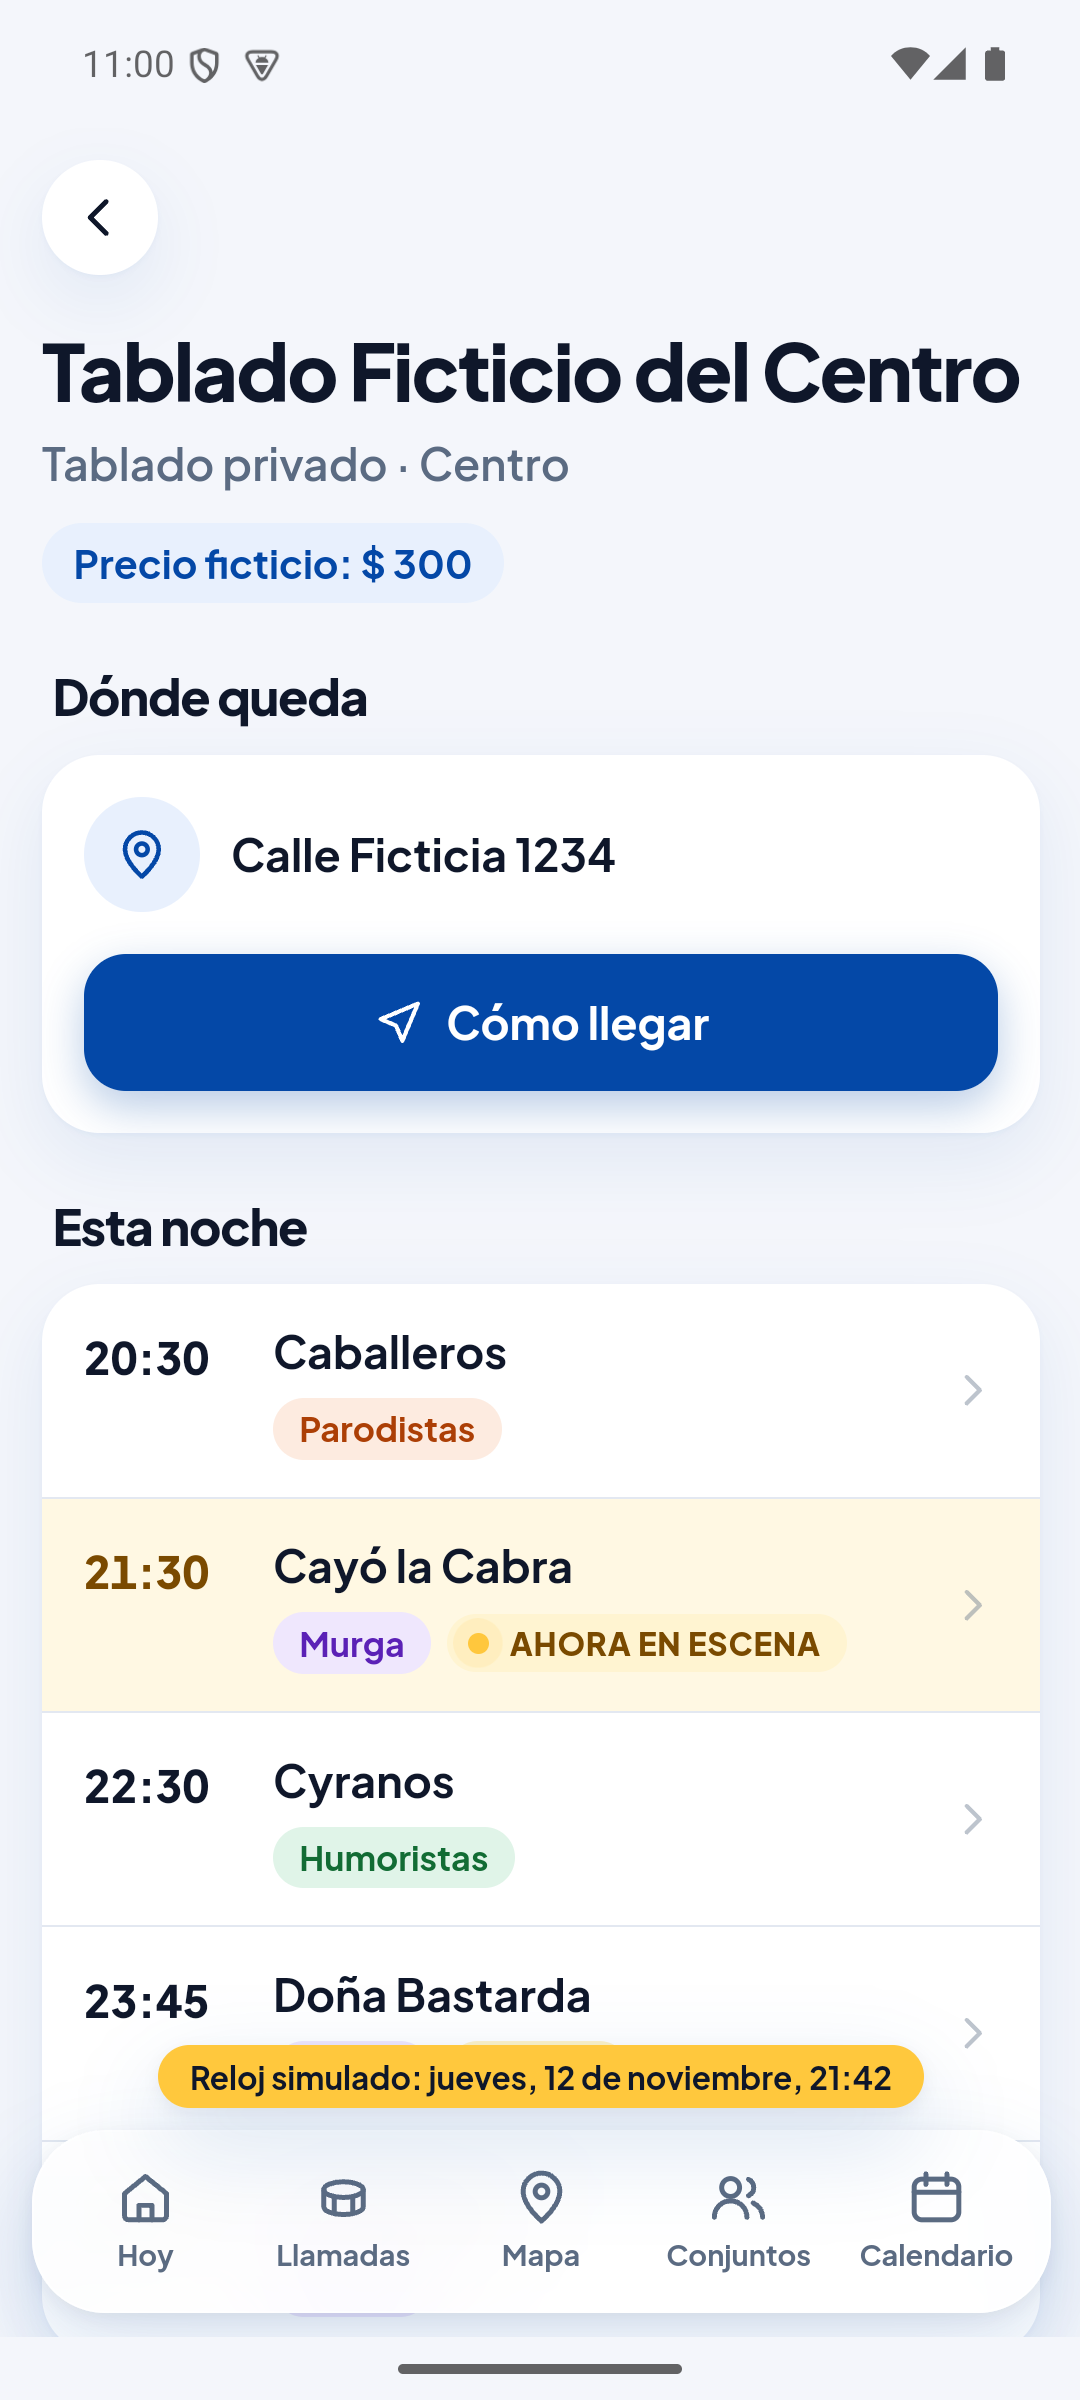 11:00
Tablado Ficticio del Centro
Tablado privado · Centro
Precio ficticio: $ 300
Dónde queda
Calle Ficticia 1234
Cómo llegar
Esta noche
20:30 Caballeros
Parodistas
21:30 Cayó la Cabra
Murga AHORA EN ESCENA
22:30 Cyranos
Humoristas
23:45 Doña Bastarda
Reloj simulado: jueves, 12 de noviembre, 21:42
Hoy Llamadas Mapa Conjuntos Calendario